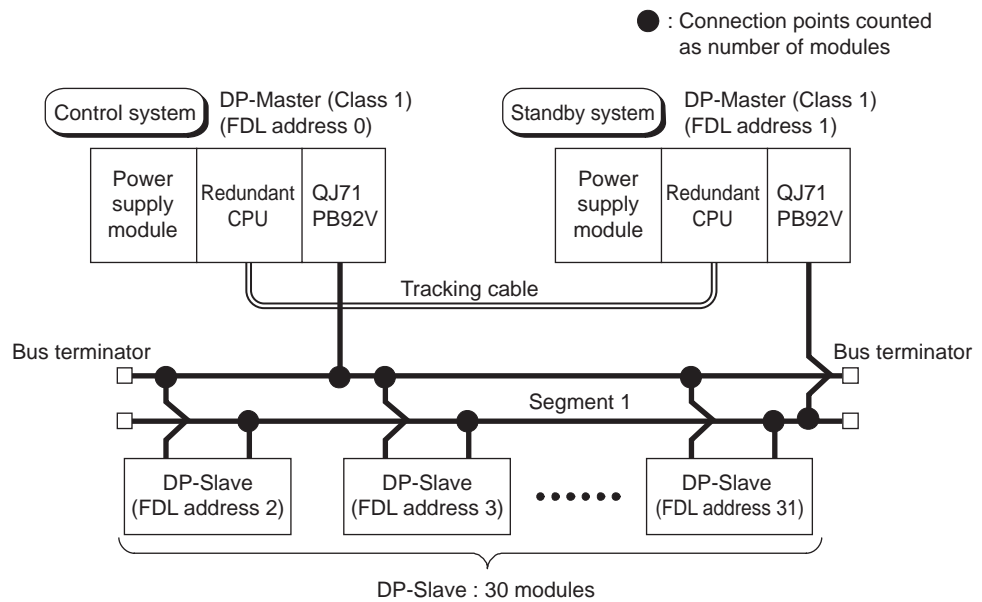 : Connection points counted
as number of modules
Control system
DP-Master (Class 1)
(FDL address 0)
Standby system
DP-Master (Class 1)
(FDL address 1)
Power
supply
module
Redundant
CPU
QJ71
PB92V
Power
supply
module
Redundant
CPU
QJ71
PB92V
Tracking cable
Bus terminator
Bus terminator
Segment 1
DP-Slave
(FDL address 2)
DP-Slave
(FDL address 3)
DP-Slave
(FDL address 31)
DP-Slave : 30 modules